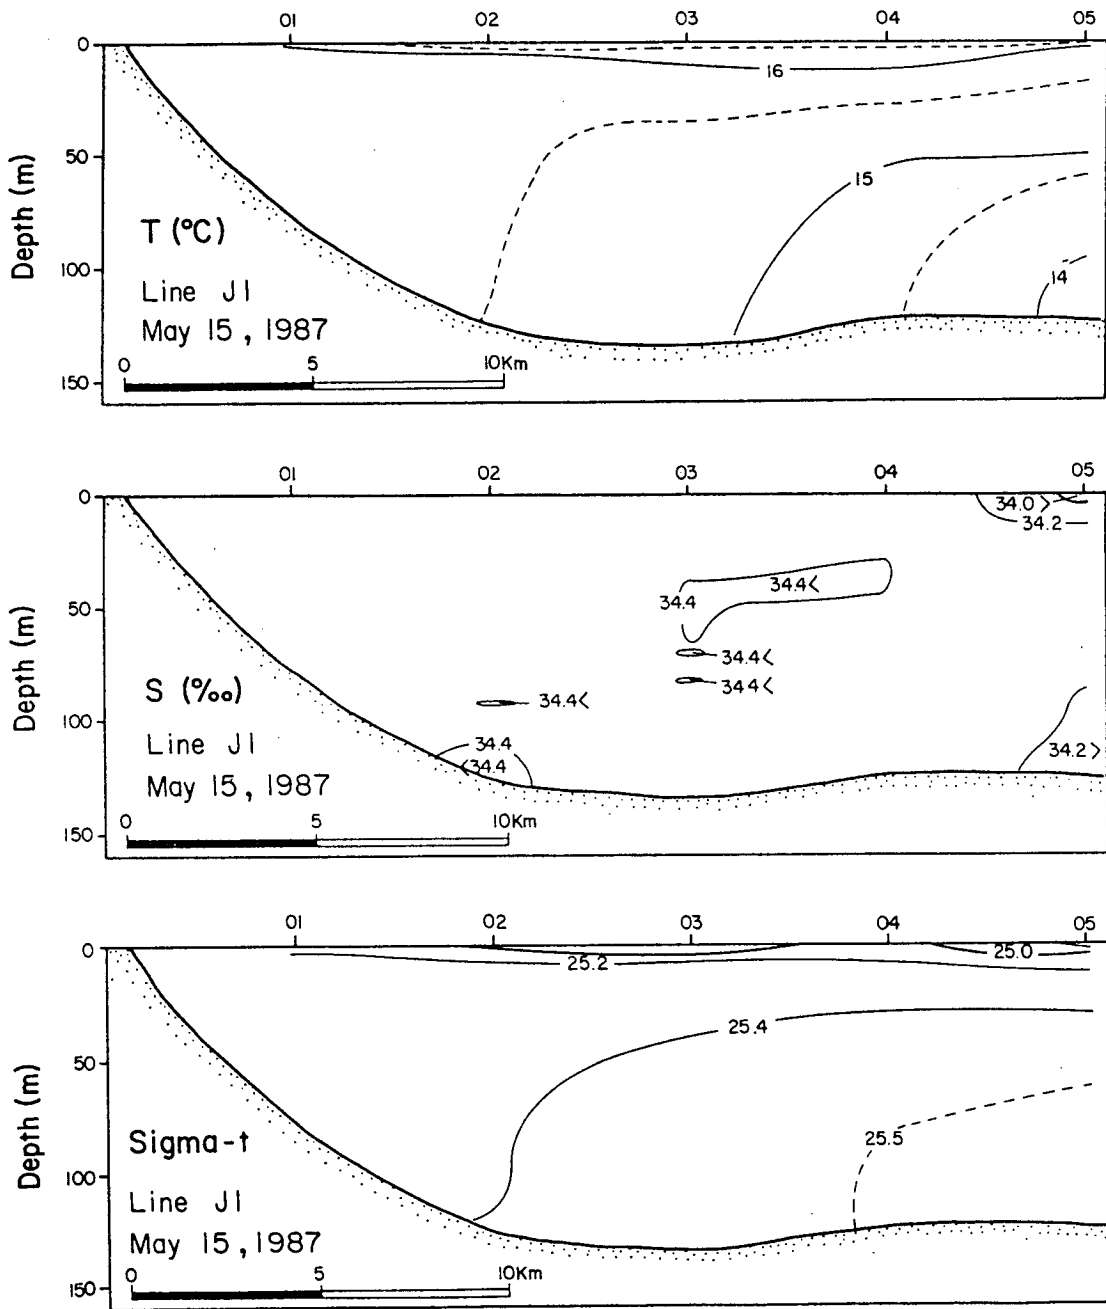 01 02 03 04 05
0
16
50
15
Depth (m)
T (°C)
100
14
Line J1
May 15, 1987
0 5 10Km
150
01 02 03 04 05
0
34.0>
34.2
34.4<
34.4
50
Depth (m)
34.4<
S (‰)
34.4<
34.4<
100
Line J1
34.4
34.2>
<34.4
May 15, 1987
0 5 10Km
150
01 02 03 04 05
0
25.2
25.0
25.4
50
Depth (m)
Sigma-t
25.5
100
Line J1
May 15, 1987
0 5 10Km
150